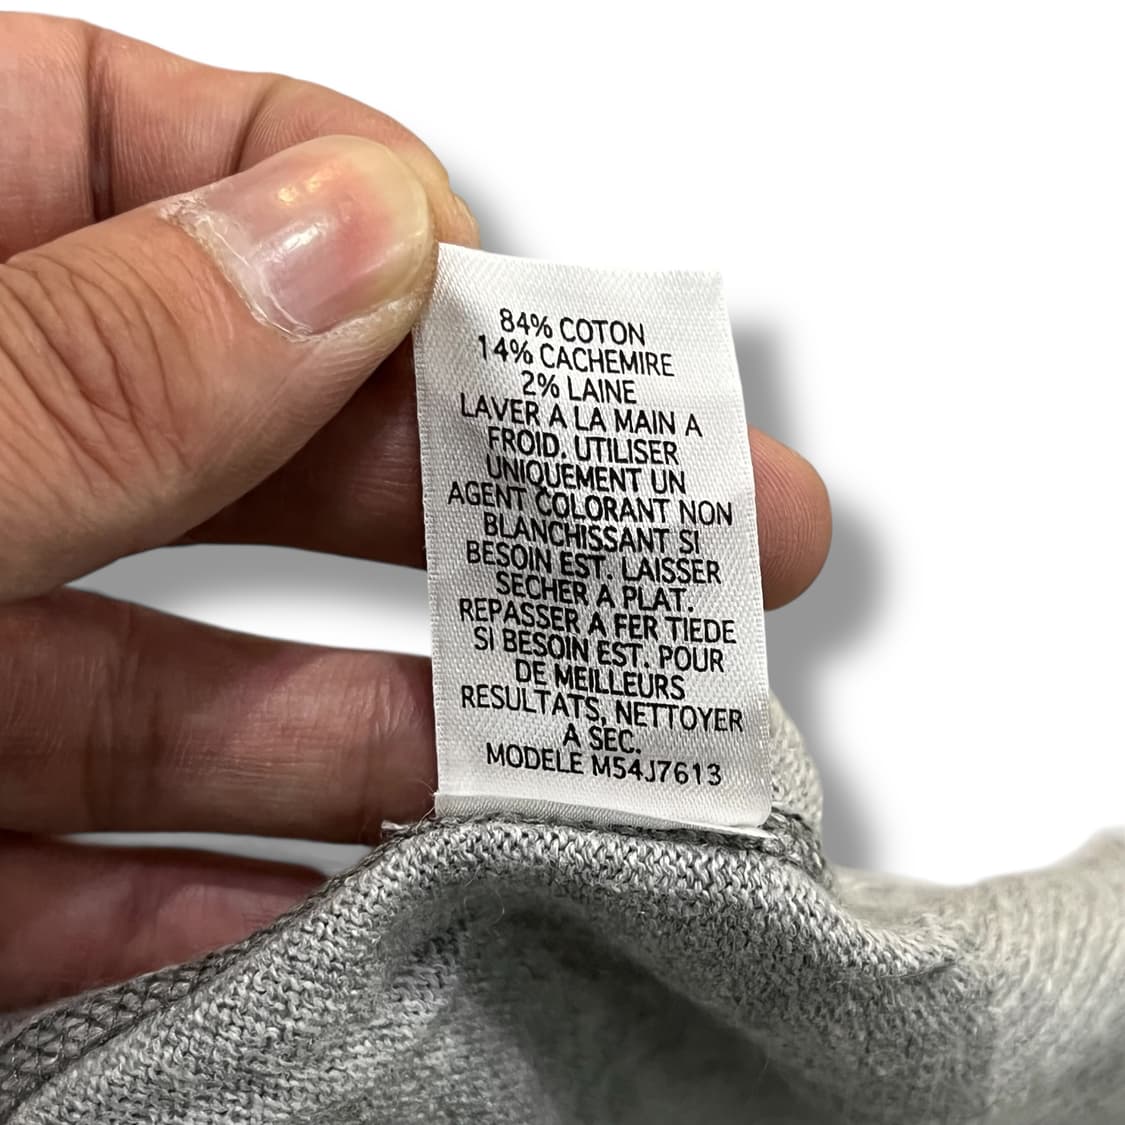 84% COTON
14% CACHEMIRE
2% LAINE
LAVER A LA MAIN A
FROID. UTILISER
UNIQUEMENT UN
AGENT COLORANT NON
BLANCHISSANT SI
BESOIN EST. LAISSER
SECHER A PLAT.
REPASSER A FER TIEDE
SI BESOIN EST. POUR
DE MEILLEURS
RESULTATS, NETTOYER
A SEC.
MODELE M54J7613